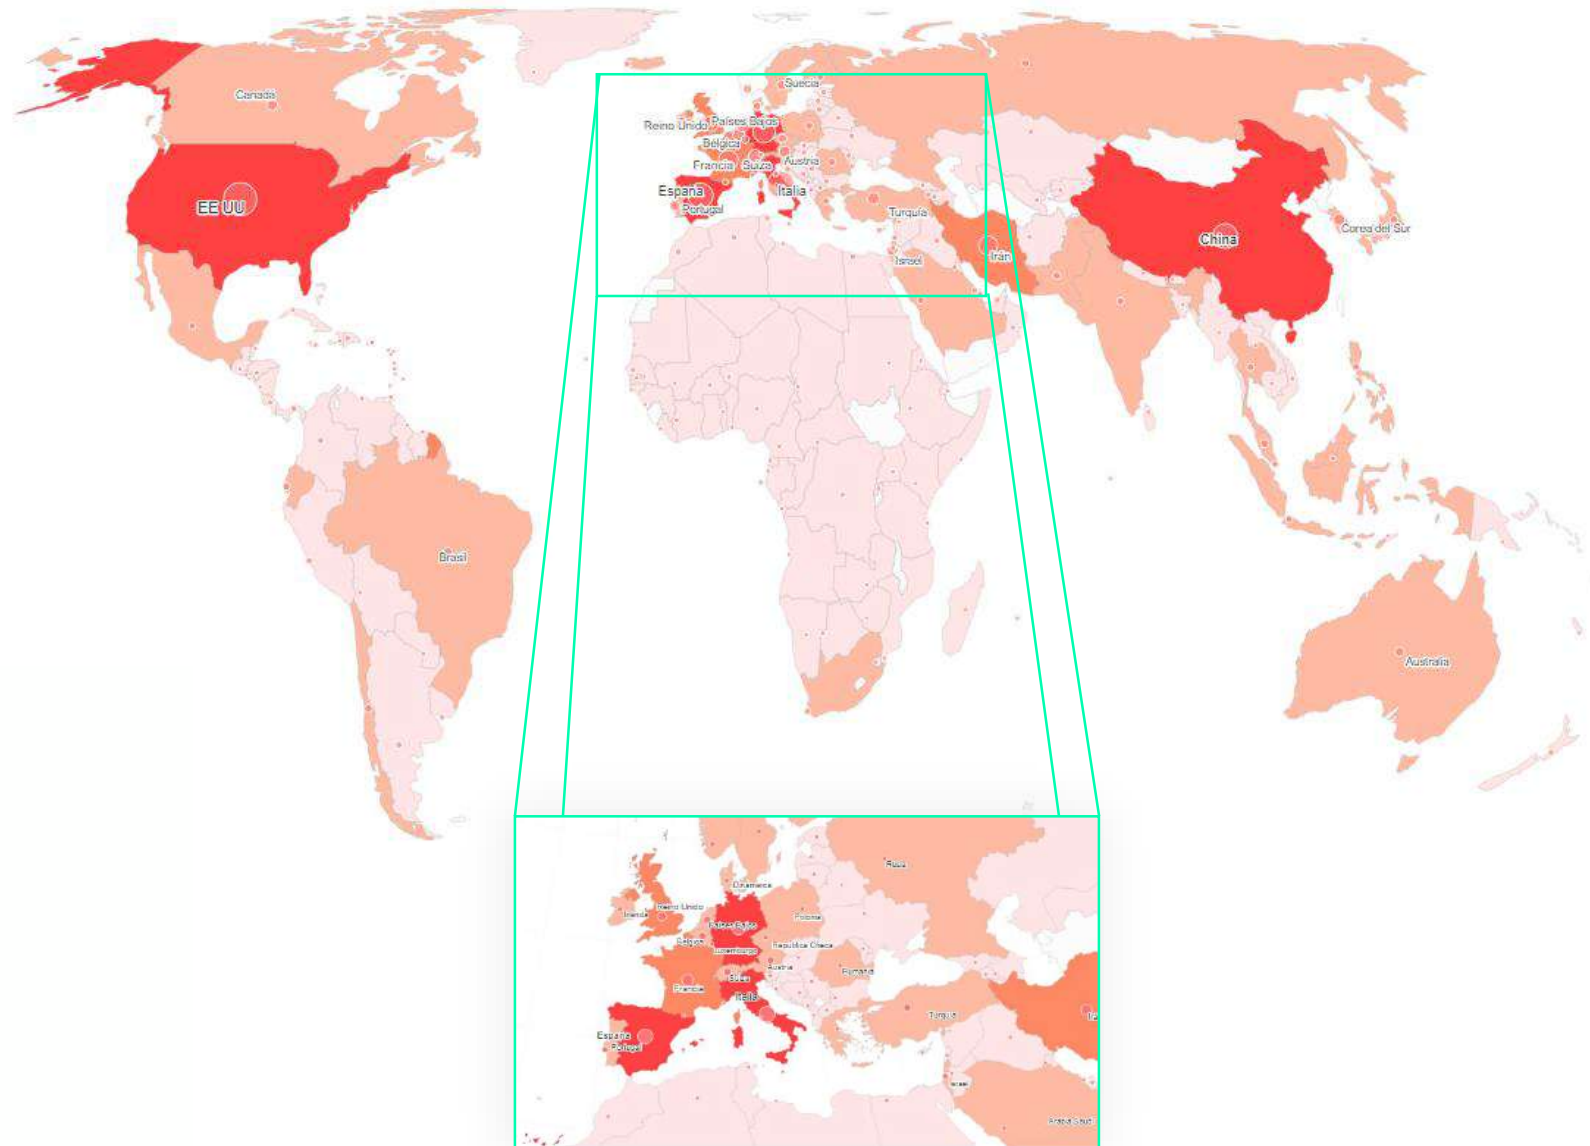 Canadá
EE UU
Brasil
Suecia
Reino Unido
Países Bajos
Bélgica
Francia
Suiza
Austria
España
Portugal
Italia
Turquía
Israel
Irán
China
Corea del Sur
Australia
Rusia
Dinamarca
Irlanda
Reino Unido
Países Bajos
Polonia
Bélgica
Luxemburgo
República Checa
Austria
Suiza
Rumanía
Francia
Italia
España
Portugal
Turquía
Israel
Arabia Saudí